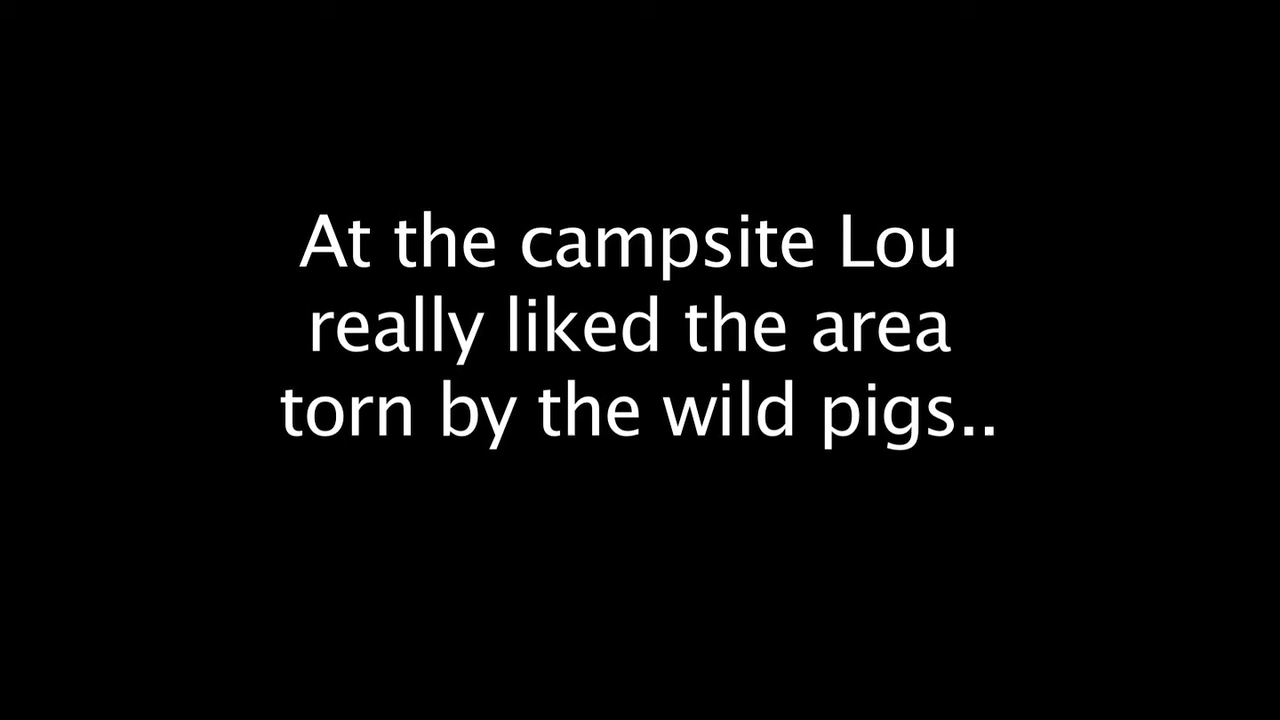 At the campsite Lou
really liked the area
torn by the wild pigs..